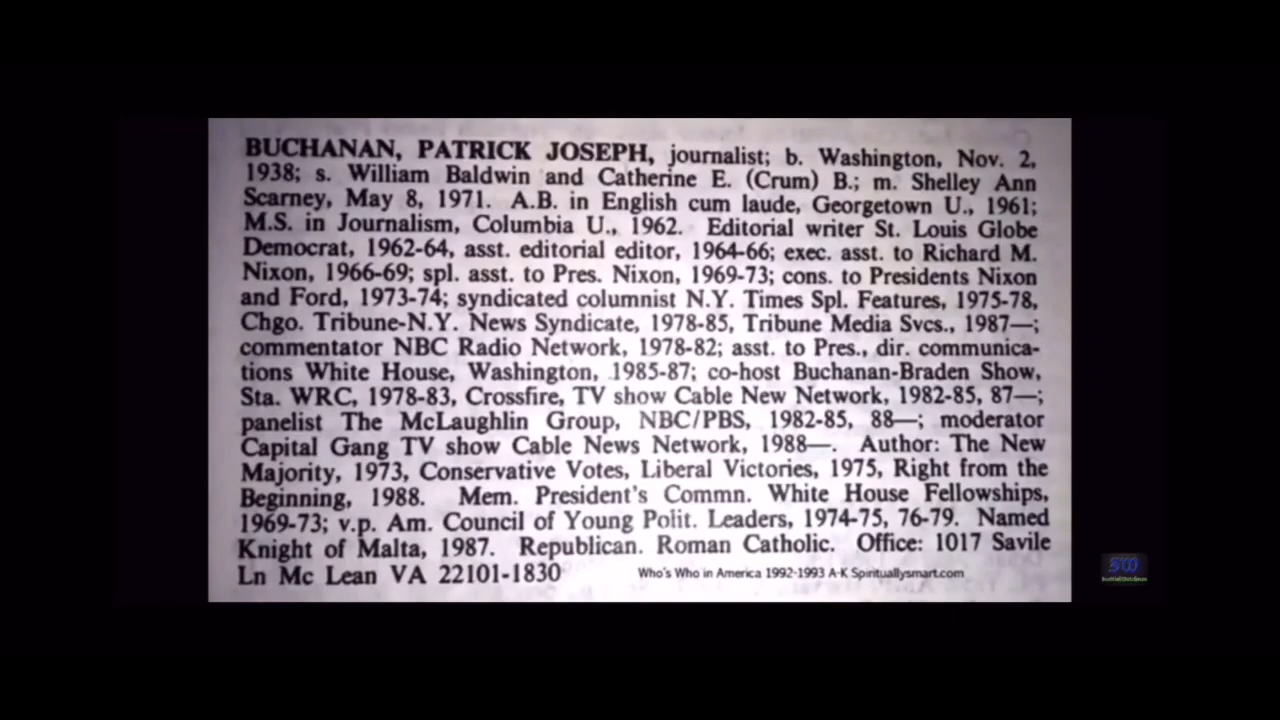 BUCHANAN, PATRICK JOSEPH, journalist; b. Washington, Nov. 2,
1938; s. William Baldwin and Catherine E. (Crum) B.; m. Shelley Ann
Scarney, May 8, 1971. A.B. in English cum laude, Georgetown U., 1961;
M.S. in Journalism, Columbia U., 1962. Editorial writer St. Louis Globe
Democrat, 1962-64, asst. editorial editor, 1964-66; exec. asst. to Richard M.
Nixon, 1966-69; spl. asst. to Pres. Nixon, 1969-73; cons. to Presidents Nixon
and Ford, 1973-74; syndicated columnist N.Y. Times Spl. Features, 1975-78,
Chgo. Tribune-N.Y. News Syndicate, 1978-85, Tribune Media Svcs., 1987—;
commentator NBC Radio Network, 1978-82; asst. to Pres., dir. communica-
tions White House, Washington, 1985-87; co-host Buchanan-Braden Show,
Sta. WRC, 1978-83, Crossfire, TV show Cable New Network, 1982-85, 87—;
panelist The McLaughlin Group, NBC/PBS, 1982-85, 88—; moderator
Capital Gang TV show Cable News Network, 1988—. Author: The New
Majority, 1973, Conservative Votes, Liberal Victories, 1975, Right from the
Beginning, 1988. Mem. President's Commn. White House Fellowships,
1969-73; v.p. Am. Council of Young Polit. Leaders, 1974-75, 76-79. Named
Knight of Malta, 1987. Republican. Roman Catholic. Office: 1017 Savile
Ln Mc Lean VA 22101-1830
Who's Who in America 1992-1993 A-K Spirituallysmart.com
SW